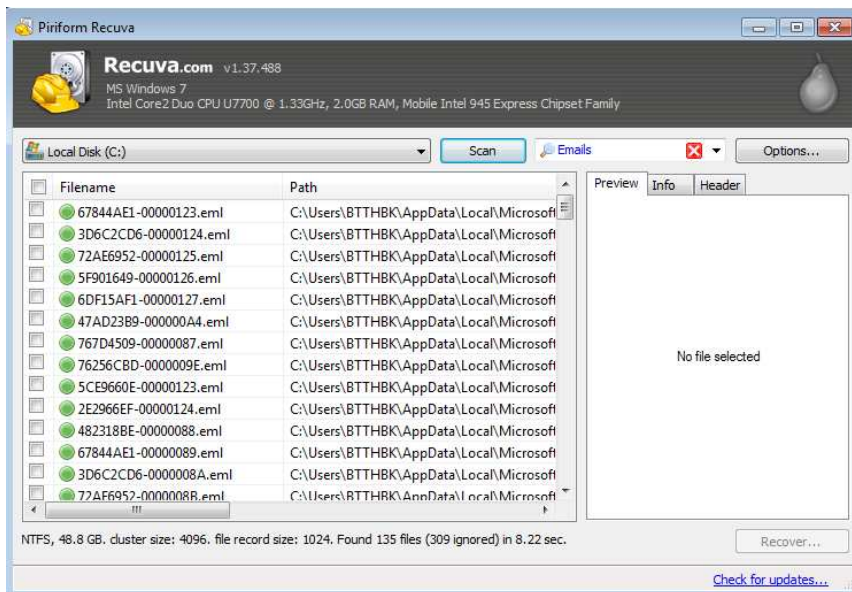 Piriform Recuva
Recuva.com v1.37.488
MS Windows 7
Intel Core2 Duo CPU U7700 @ 1.33GHz, 2.0GB RAM, Mobile Intel 945 Express Chipset Family
Local Disk (C:) Scan Emails Options...
Filename Path Preview Info Header
67844AE1-00000123.eml C:\Users\BTTHBK\AppData\Local\Microsoft
3D6C2CD6-00000124.eml C:\Users\BTTHBK\AppData\Local\Microsoft
72AE6952-00000125.eml C:\Users\BTTHBK\AppData\Local\Microsoft
5F901649-00000126.eml C:\Users\BTTHBK\AppData\Local\Microsoft
6DF15AF1-00000127.eml C:\Users\BTTHBK\AppData\Local\Microsoft
47AD23B9-000000A4.eml C:\Users\BTTHBK\AppData\Local\Microsoft
767D4509-00000087.eml C:\Users\BTTHBK\AppData\Local\Microsoft
76256CBD-0000009E.eml C:\Users\BTTHBK\AppData\Local\Microsoft
No file selected
5CE9660E-00000123.eml C:\Users\BTTHBK\AppData\Local\Microsoft
2E2966EF-00000124.eml C:\Users\BTTHBK\AppData\Local\Microsoft
482318BE-00000088.eml C:\Users\BTTHBK\AppData\Local\Microsoft
67844AE1-00000089.eml C:\Users\BTTHBK\AppData\Local\Microsoft
3D6C2CD6-0000008A.eml C:\Users\BTTHBK\AppData\Local\Microsoft
72AE6952-0000008B.eml C:\Users\BTTHBK\AppData\Local\Microsoft
NTFS, 48.8 GB. cluster size: 4096. file record size: 1024. Found 135 files (309 ignored) in 8.22 sec.
Recover...
Check for updates...